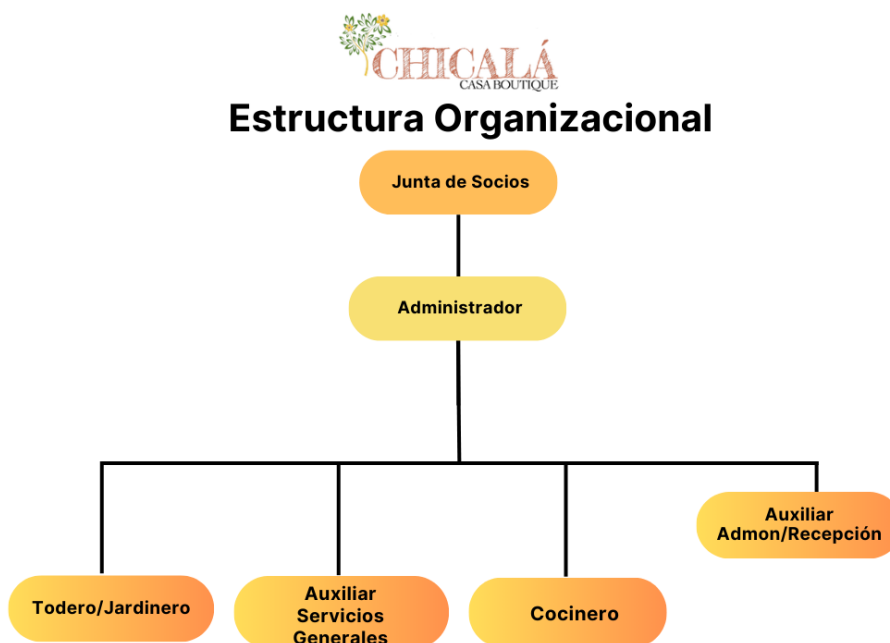 CHICALÁ
CASA BOUTIQUE
Estructura Organizacional
Junta de Socios
Administrador
Auxiliar
Admon/Recepción
Todero/Jardinero
Auxiliar
Servicios
Generales
Cocinero